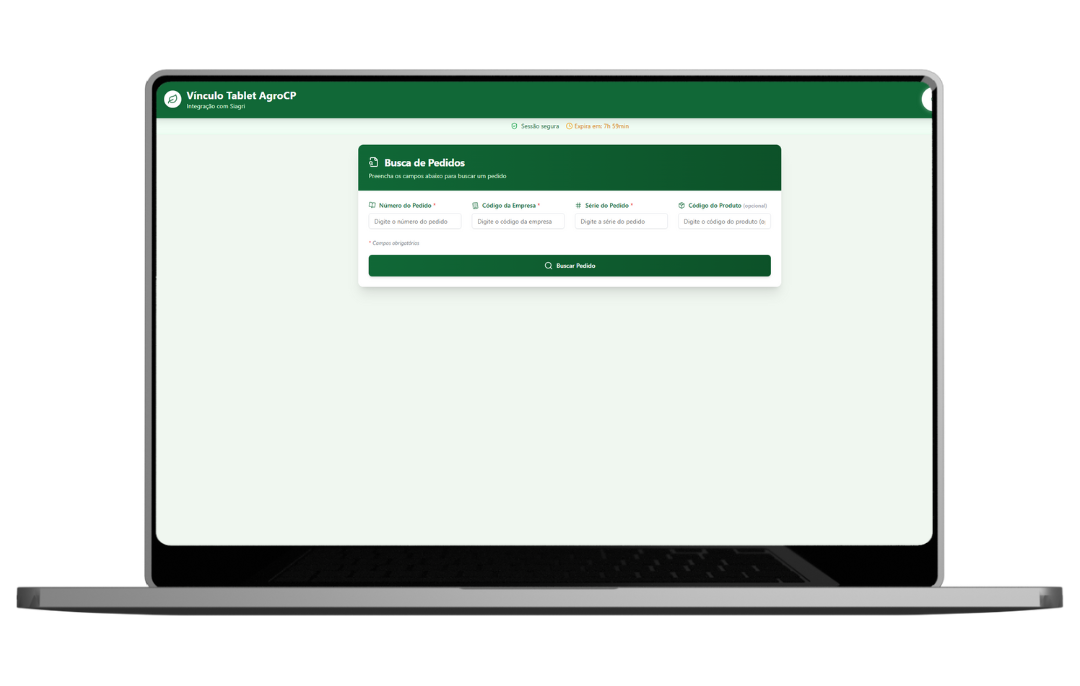 Vínculo Tablet AgroCP
Integração com Siagri
Sessão segura Expira em: 7h 59min
Busca de Pedidos
Preencha os campos abaixo para buscar um pedido
Número do Pedido * Código da Empresa * # Série do Pedido * Código do Produto (opcional)
Digite o número do pedido Digite o código da empresa Digite a série do pedido Digite o código do produto (o
* Campos obrigatórios
Buscar Pedido